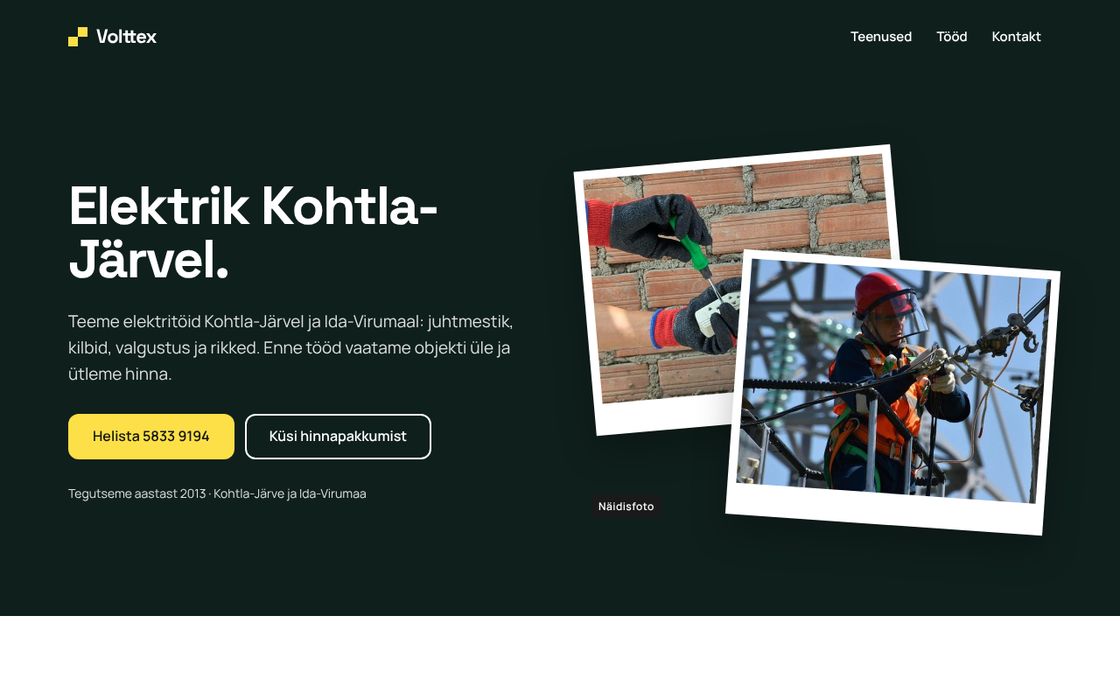 Volttex
Teenused
Tööd
Kontakt
Elektrik Kohtla-
Järvel.
Teeme elektritöid Kohtla-Järvel ja Ida-Virumaal: juhtmestik,
kilbid, valgustus ja rikked. Enne tööd vaatame objekti üle ja
ütleme hinna.
Helista 5833 9194
Küsi hinnapakkumist
Tegutseme aastast 2013 · Kohtla-Järve ja Ida-Virumaa
Näidisfoto